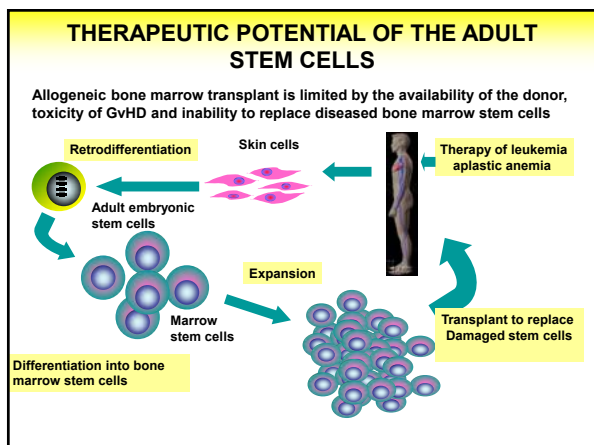 THERAPEUTIC POTENTIAL OF THE ADULT
STEM CELLS
Allogeneic bone marrow transplant is limited by the availability of the donor,
toxicity of GvHD and inability to replace diseased bone marrow stem cells
Retrodifferentiation
Skin cells
Therapy of leukemia
aplastic anemia
Adult embryonic
stem cells
Expansion
Marrow
stem cells
Transplant to replace
Damaged stem cells
Differentiation into bone
marrow stem cells